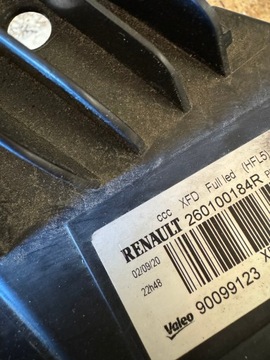 ccc XFD Full led (HFL5
RENAULT 260100184R
02/09/20
22h48
Valeo 90099123 X